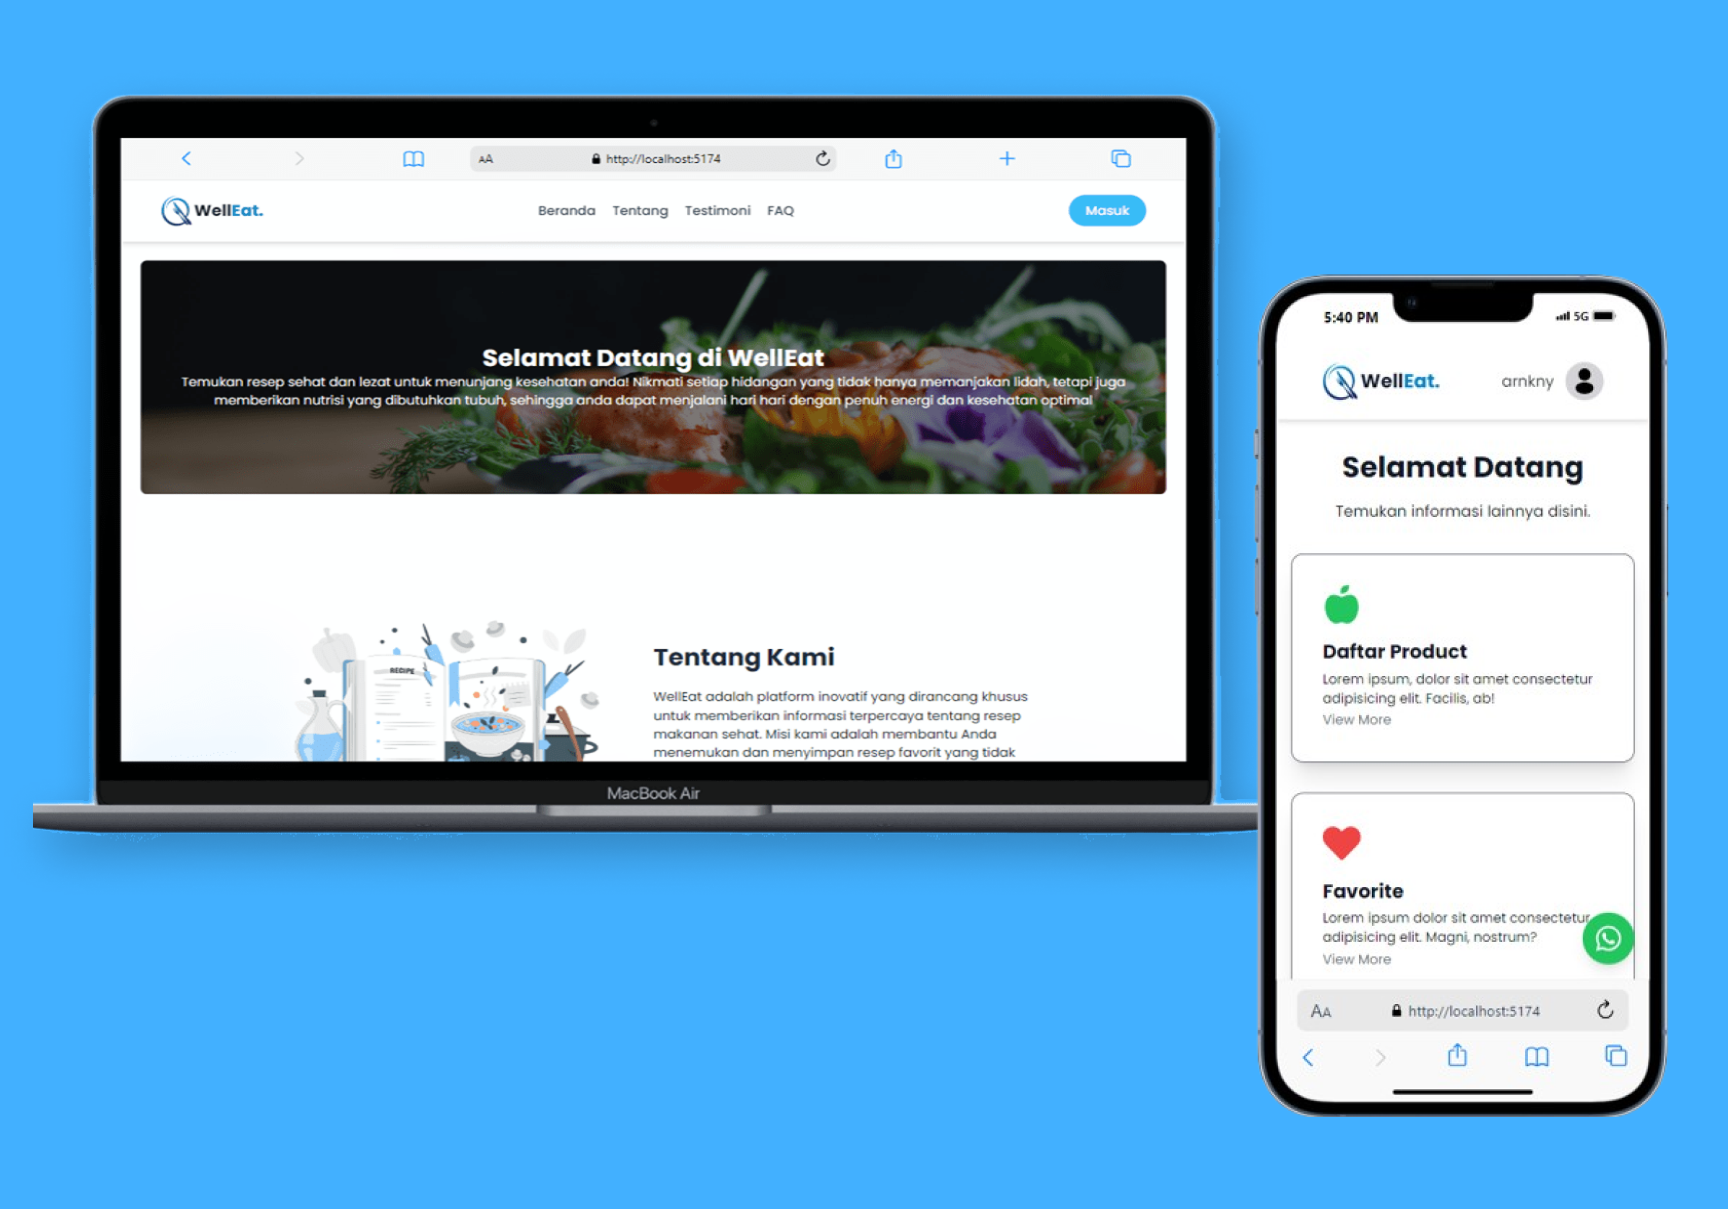 AA http://localhost:5174
WellEat.
Beranda Tentang Testimoni FAQ
Masuk
Selamat Datang di WellEat
Temukan resep sehat dan lezat untuk menunjang kesehatan anda! Nikmati setiap hidangan yang tidak hanya memanjakan lidah, tetapi juga
memberikan nutrisi yang dibutuhkan tubuh, sehingga anda dapat menjalani hari hari dengan penuh energi dan kesehatan optimal
RECIPE
Tentang Kami
WellEat adalah platform inovatif yang dirancang khusus
untuk memberikan informasi terpercaya tentang resep
makanan sehat. Misi kami adalah membantu Anda
menemukan dan menyimpan resep favorit yang tidak
MacBook Air
5:40 PM
5G
WellEat.
arnkny
Selamat Datang
Temukan informasi lainnya disini.
Daftar Product
Lorem ipsum, dolor sit amet consectetur
adipisicing elit. Facilis, ab!
View More
Favorite
Lorem ipsum dolor sit amet consectetur
adipisicing elit. Magni, nostrum?
View More
AA http://localhost:5174